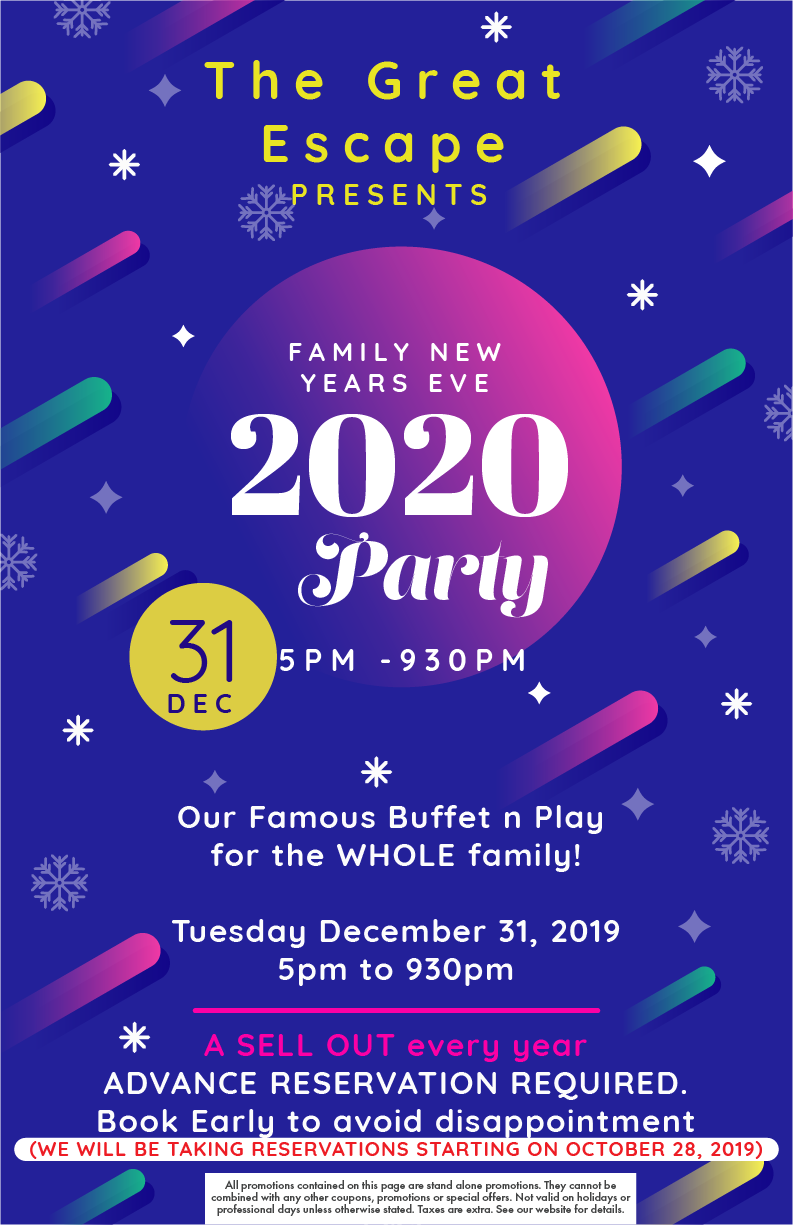 The Great
Escape
PRESENTS
FAMILY NEW
YEARS EVE
2020
Party
31
DEC
5PM -930PM
Our Famous Buffet n Play
for the WHOLE family!
Tuesday December 31, 2019
5pm to 930pm
A SELL OUT every year
ADVANCE RESERVATION REQUIRED.
Book Early to avoid disappointment
(WE WILL BE TAKING RESERVATIONS STARTING ON OCTOBER 28, 2019)
All promotions contained on this page are stand alone promotions. They cannot be
combined with any other coupons, promotions or special offers. Not valid on holidays or
professional days unless otherwise stated. Taxes are extra. See our website for details.